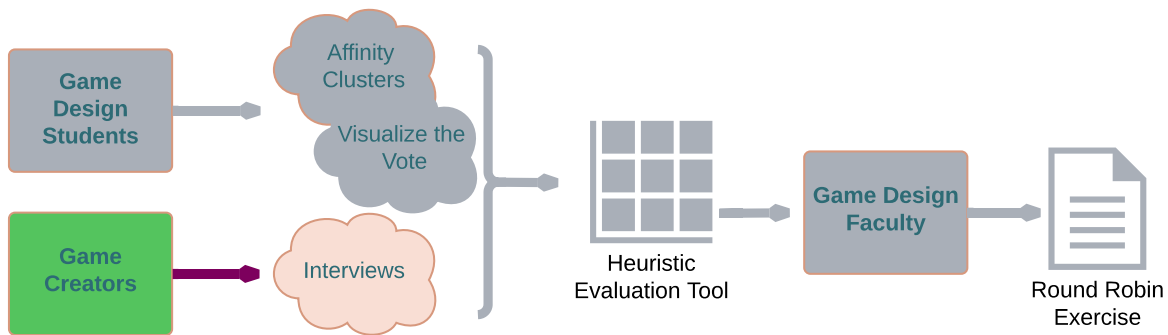 Game
Design
Students
Affinity
Clusters
Visualize the
Vote
Game
Creators
Interviews
Heuristic
Evaluation Tool
Game Design
Faculty
Round Robin
Exercise